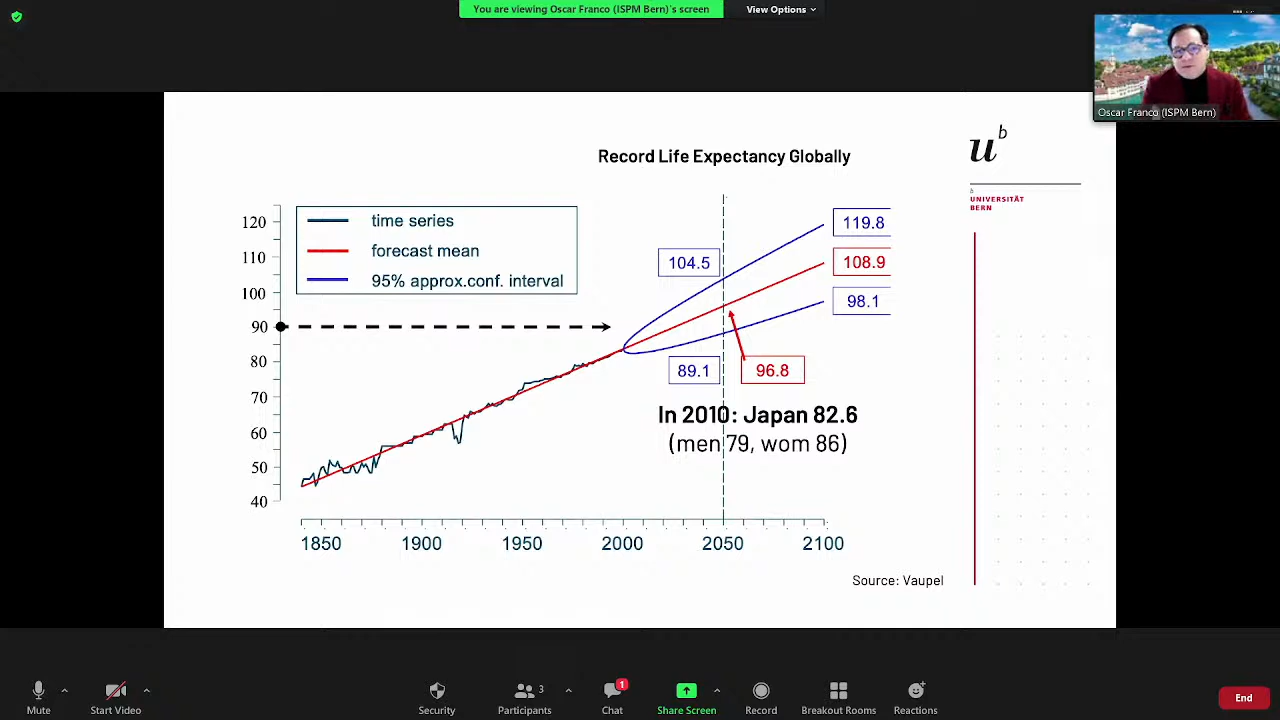 You are viewing Oscar Franco (ISPM Bern)'s screen
View Options
Oscar Franco (ISPM Bern)
Record Life Expectancy Globally
u b
b
UNIVERSITÄT
BERN
time series
forecast mean
95% approx.conf. interval
120
110
100
90
80
70
60
50
40
119.8
108.9
98.1
104.5
89.1
96.8
In 2010: Japan 82.6
(men 79, wom 86)
1850 1900 1950 2000 2050 2100
Source: Vaupel
Mute
Start Video
Security
Participants 3
Chat 1
Share Screen
Record
Breakout Rooms
Reactions
End